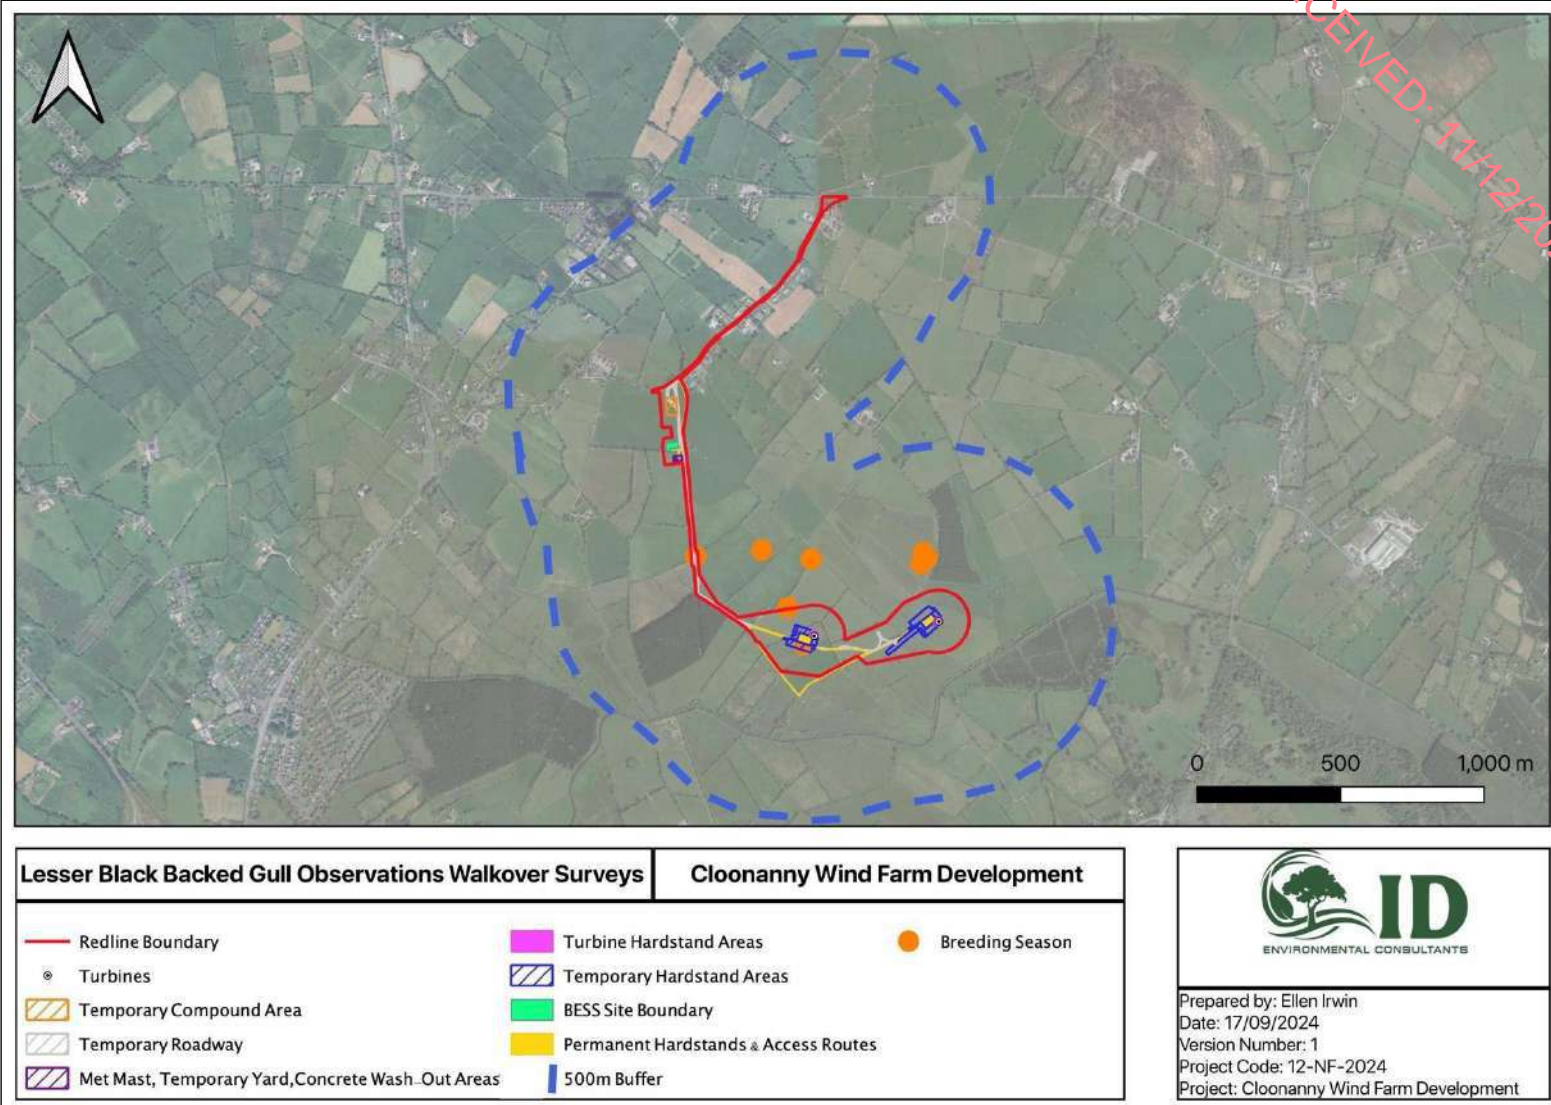 RECEIVED: 11/12/20
0 500 1,000 m
Lesser Black Backed Gull Observations Walkover Surveys
Cloonanny Wind Farm Development
Redline Boundary
Turbines
Temporary Compound Area
Temporary Roadway
Met Mast, Temporary Yard,Concrete Wash_Out Areas
Turbine Hardstand Areas
Temporary Hardstand Areas
BESS Site Boundary
Permanent Hardstands & Access Routes
500m Buffer
Breeding Season
ID
ENVIRONMENTAL CONSULTANTS
Prepared by: Ellen Irwin
Date: 17/09/2024
Version Number: 1
Project Code: 12-NF-2024
Project: Cloonanny Wind Farm Development